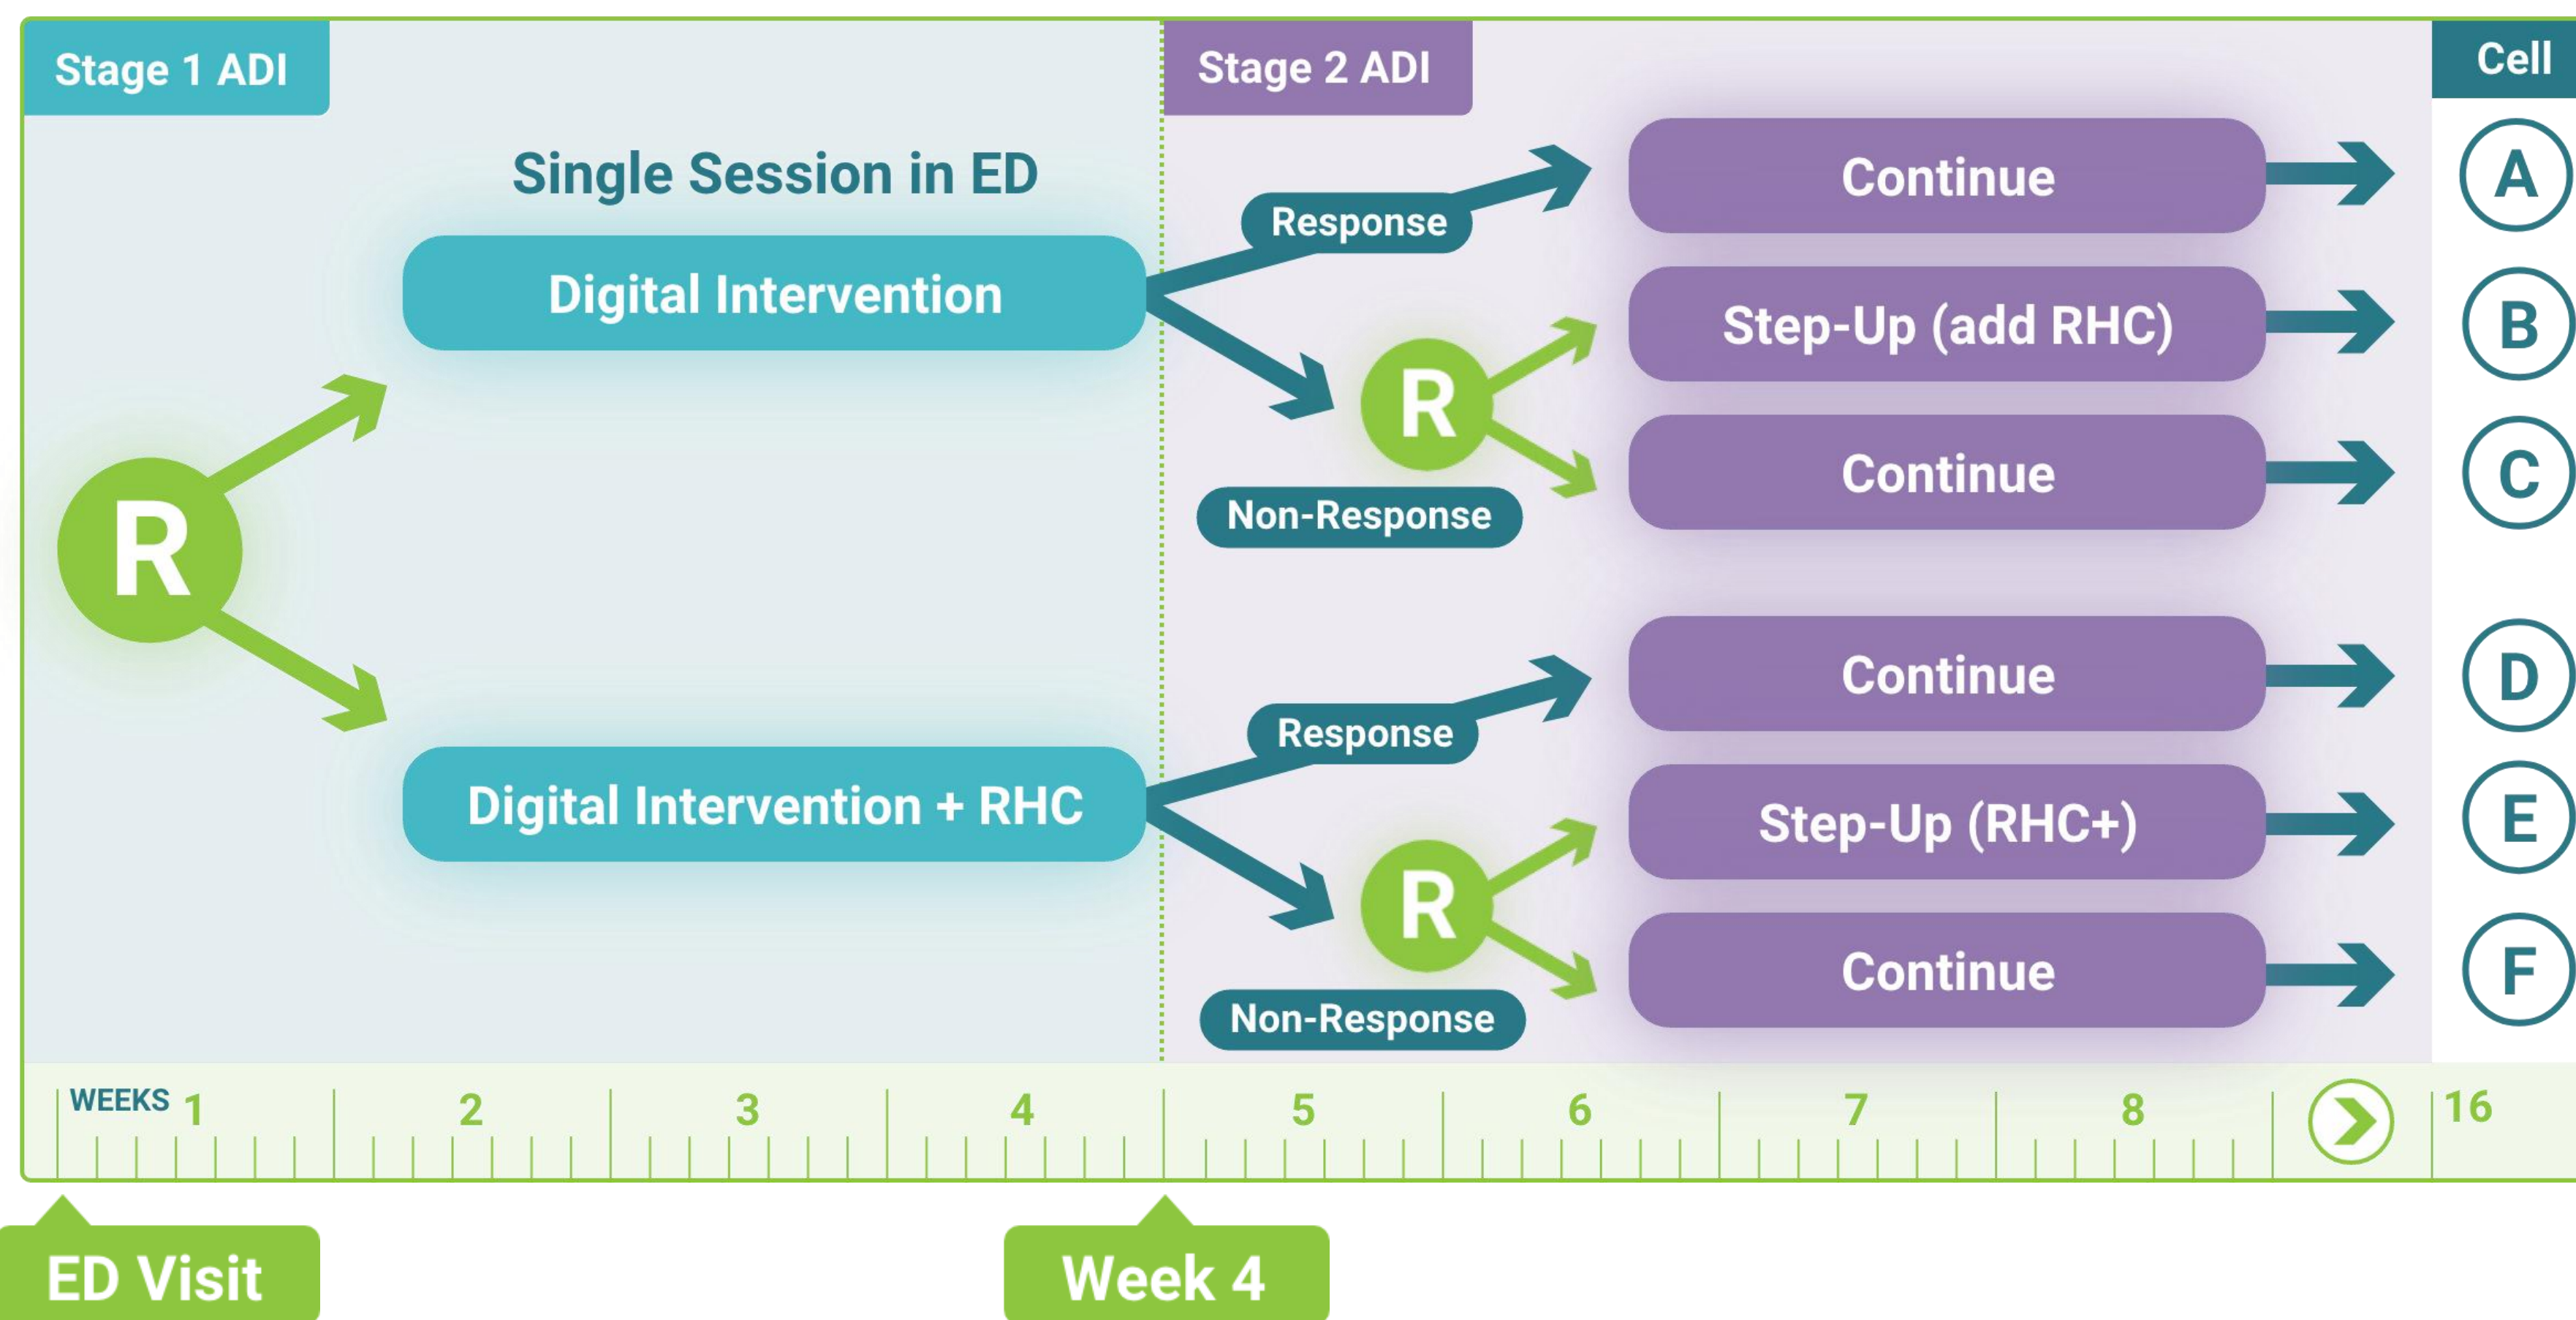 Stage 1 ADI
Stage 2 ADI
Cell
Single Session in ED
Digital Intervention
R
Digital Intervention + RHC
Response
R
Non-Response
Continue
Step-Up (add RHC)
Continue
Response
R
Non-Response
Continue
Step-Up (RHC+)
Continue
A
B
C
D
E
F
WEEKS 1 2 3 4 5 6 7 8 16
ED Visit
Week 4